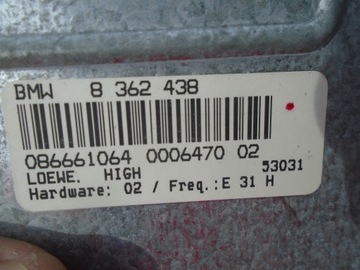 BMW 8 362 438
086661064 0006470 02
LOEWE. HIGH 53031
Hardware: 02 / Freq.:E 31 H